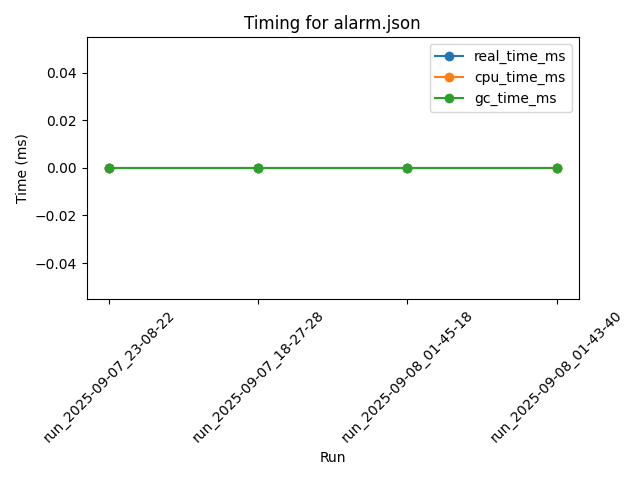 Timing for alarm.json
real_time_ms
cpu_time_ms
gc_time_ms
Time (ms)
0.04
0.02
0.00
−0.02
−0.04
run_2025-09-07_23-08-22
run_2025-09-07_18-27-28
run_2025-09-08_01-45-18
run_2025-09-08_01-43-40
Run